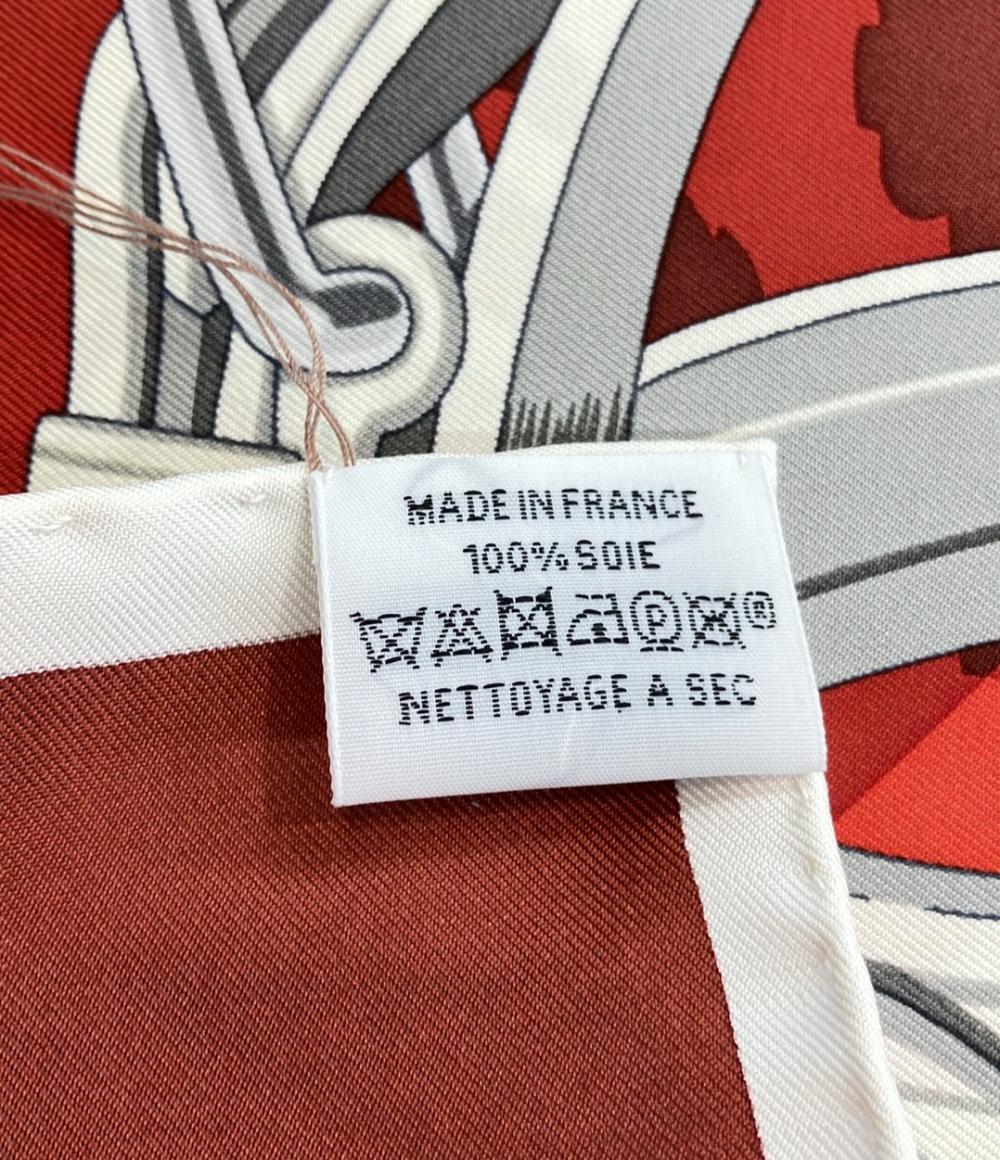 MADE IN FRANCE
100% SOIE
P ®
NETTOYAGE A SEC